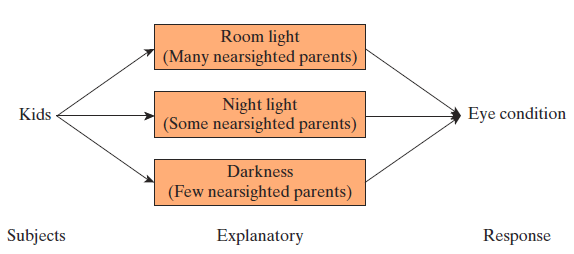 Room light
(Many nearsighted parents)
Kids
Night light
(Some nearsighted parents)
Eye condition
Darkness
(Few nearsighted parents)
Subjects
Explanatory
Response